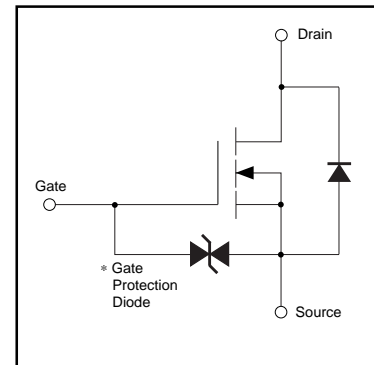 Drain
Gate
* Gate
Protection
Diode
Source